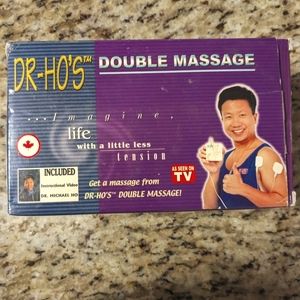 DR-HO'S™
DOUBLE MASSAGE
...Imagine,
life
with a little less
tension
AS SEEN ON
TV
INCLUDED
Instructional Video
DR. MICHAEL HO
Get a massage from
DR-HO'S™ DOUBLE MASSAGE!